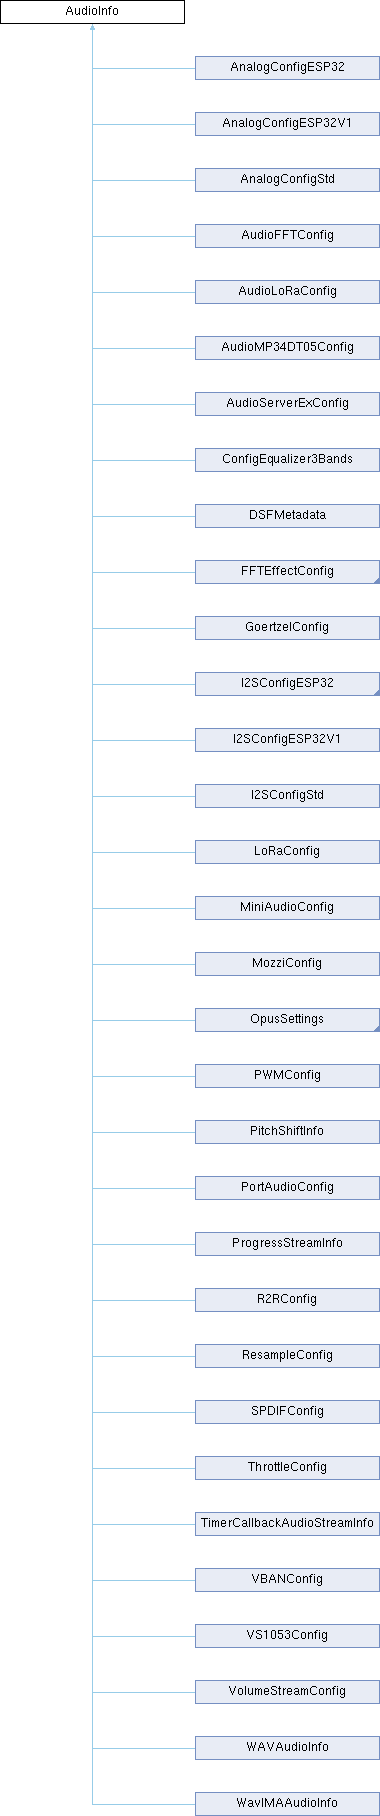 AudioInfo
AnalogConfigESP32
AnalogConfigESP32V1
AnalogConfigStd
AudioFFTConfig
AudioLoRaConfig
AudioMP34DT05Config
AudioServerExConfig
ConfigEqualizer3Bands
DSFMetadata
FFTEffectConfig
GoertzelConfig
I2SConfigESP32
I2SConfigESP32V1
I2SConfigStd
LoRaConfig
MiniAudioConfig
MozziConfig
OpusSettings
PWMConfig
PitchShiftInfo
PortAudioConfig
ProgressStreamInfo
R2RConfig
ResampleConfig
SPDIFConfig
ThrottleConfig
TimerCallbackAudioStreamInfo
VBANConfig
VS1053Config
VolumeStreamConfig
WAVAudioInfo
WavIMAAudioInfo